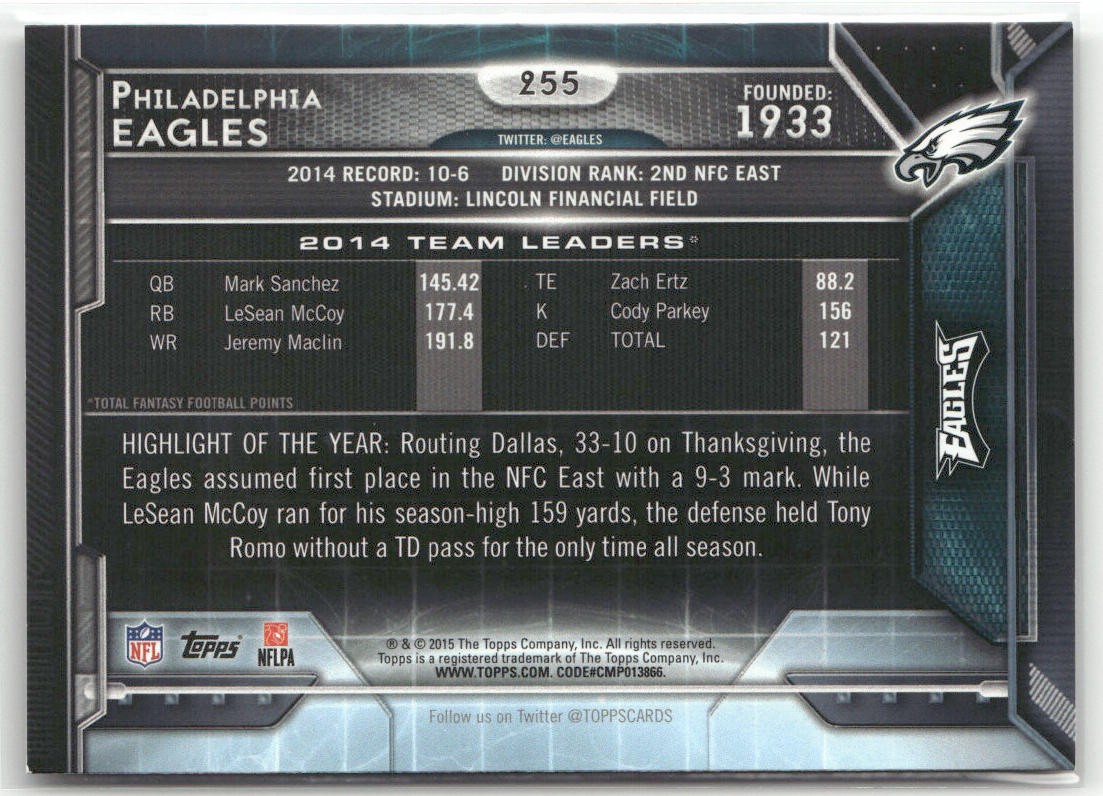 255
PHILADELPHIA
EAGLES
TWITTER: @EAGLES
FOUNDED:
1933
2014 RECORD: 10-6 DIVISION RANK: 2ND NFC EAST
STADIUM: LINCOLN FINANCIAL FIELD
2014 TEAM LEADERS*
QB Mark Sanchez 145.42 TE Zach Ertz 88.2
RB LeSean McCoy 177.4 K Cody Parkey 156
WR Jeremy Maclin 191.8 DEF TOTAL 121
*TOTAL FANTASY FOOTBALL POINTS
EAGLES
HIGHLIGHT OF THE YEAR: Routing Dallas, 33-10 on Thanksgiving, the
Eagles assumed first place in the NFC East with a 9-3 mark. While
LeSean McCoy ran for his season-high 159 yards, the defense held Tony
Romo without a TD pass for the only time all season.
NFL Topps® NFLPA
® & © 2015 The Topps Company, Inc. All rights reserved.
Topps is a registered trademark of The Topps Company, Inc.
WWW.TOPPS.COM. CODE#CMP013866.
Follow us on Twitter @TOPPSCARDS